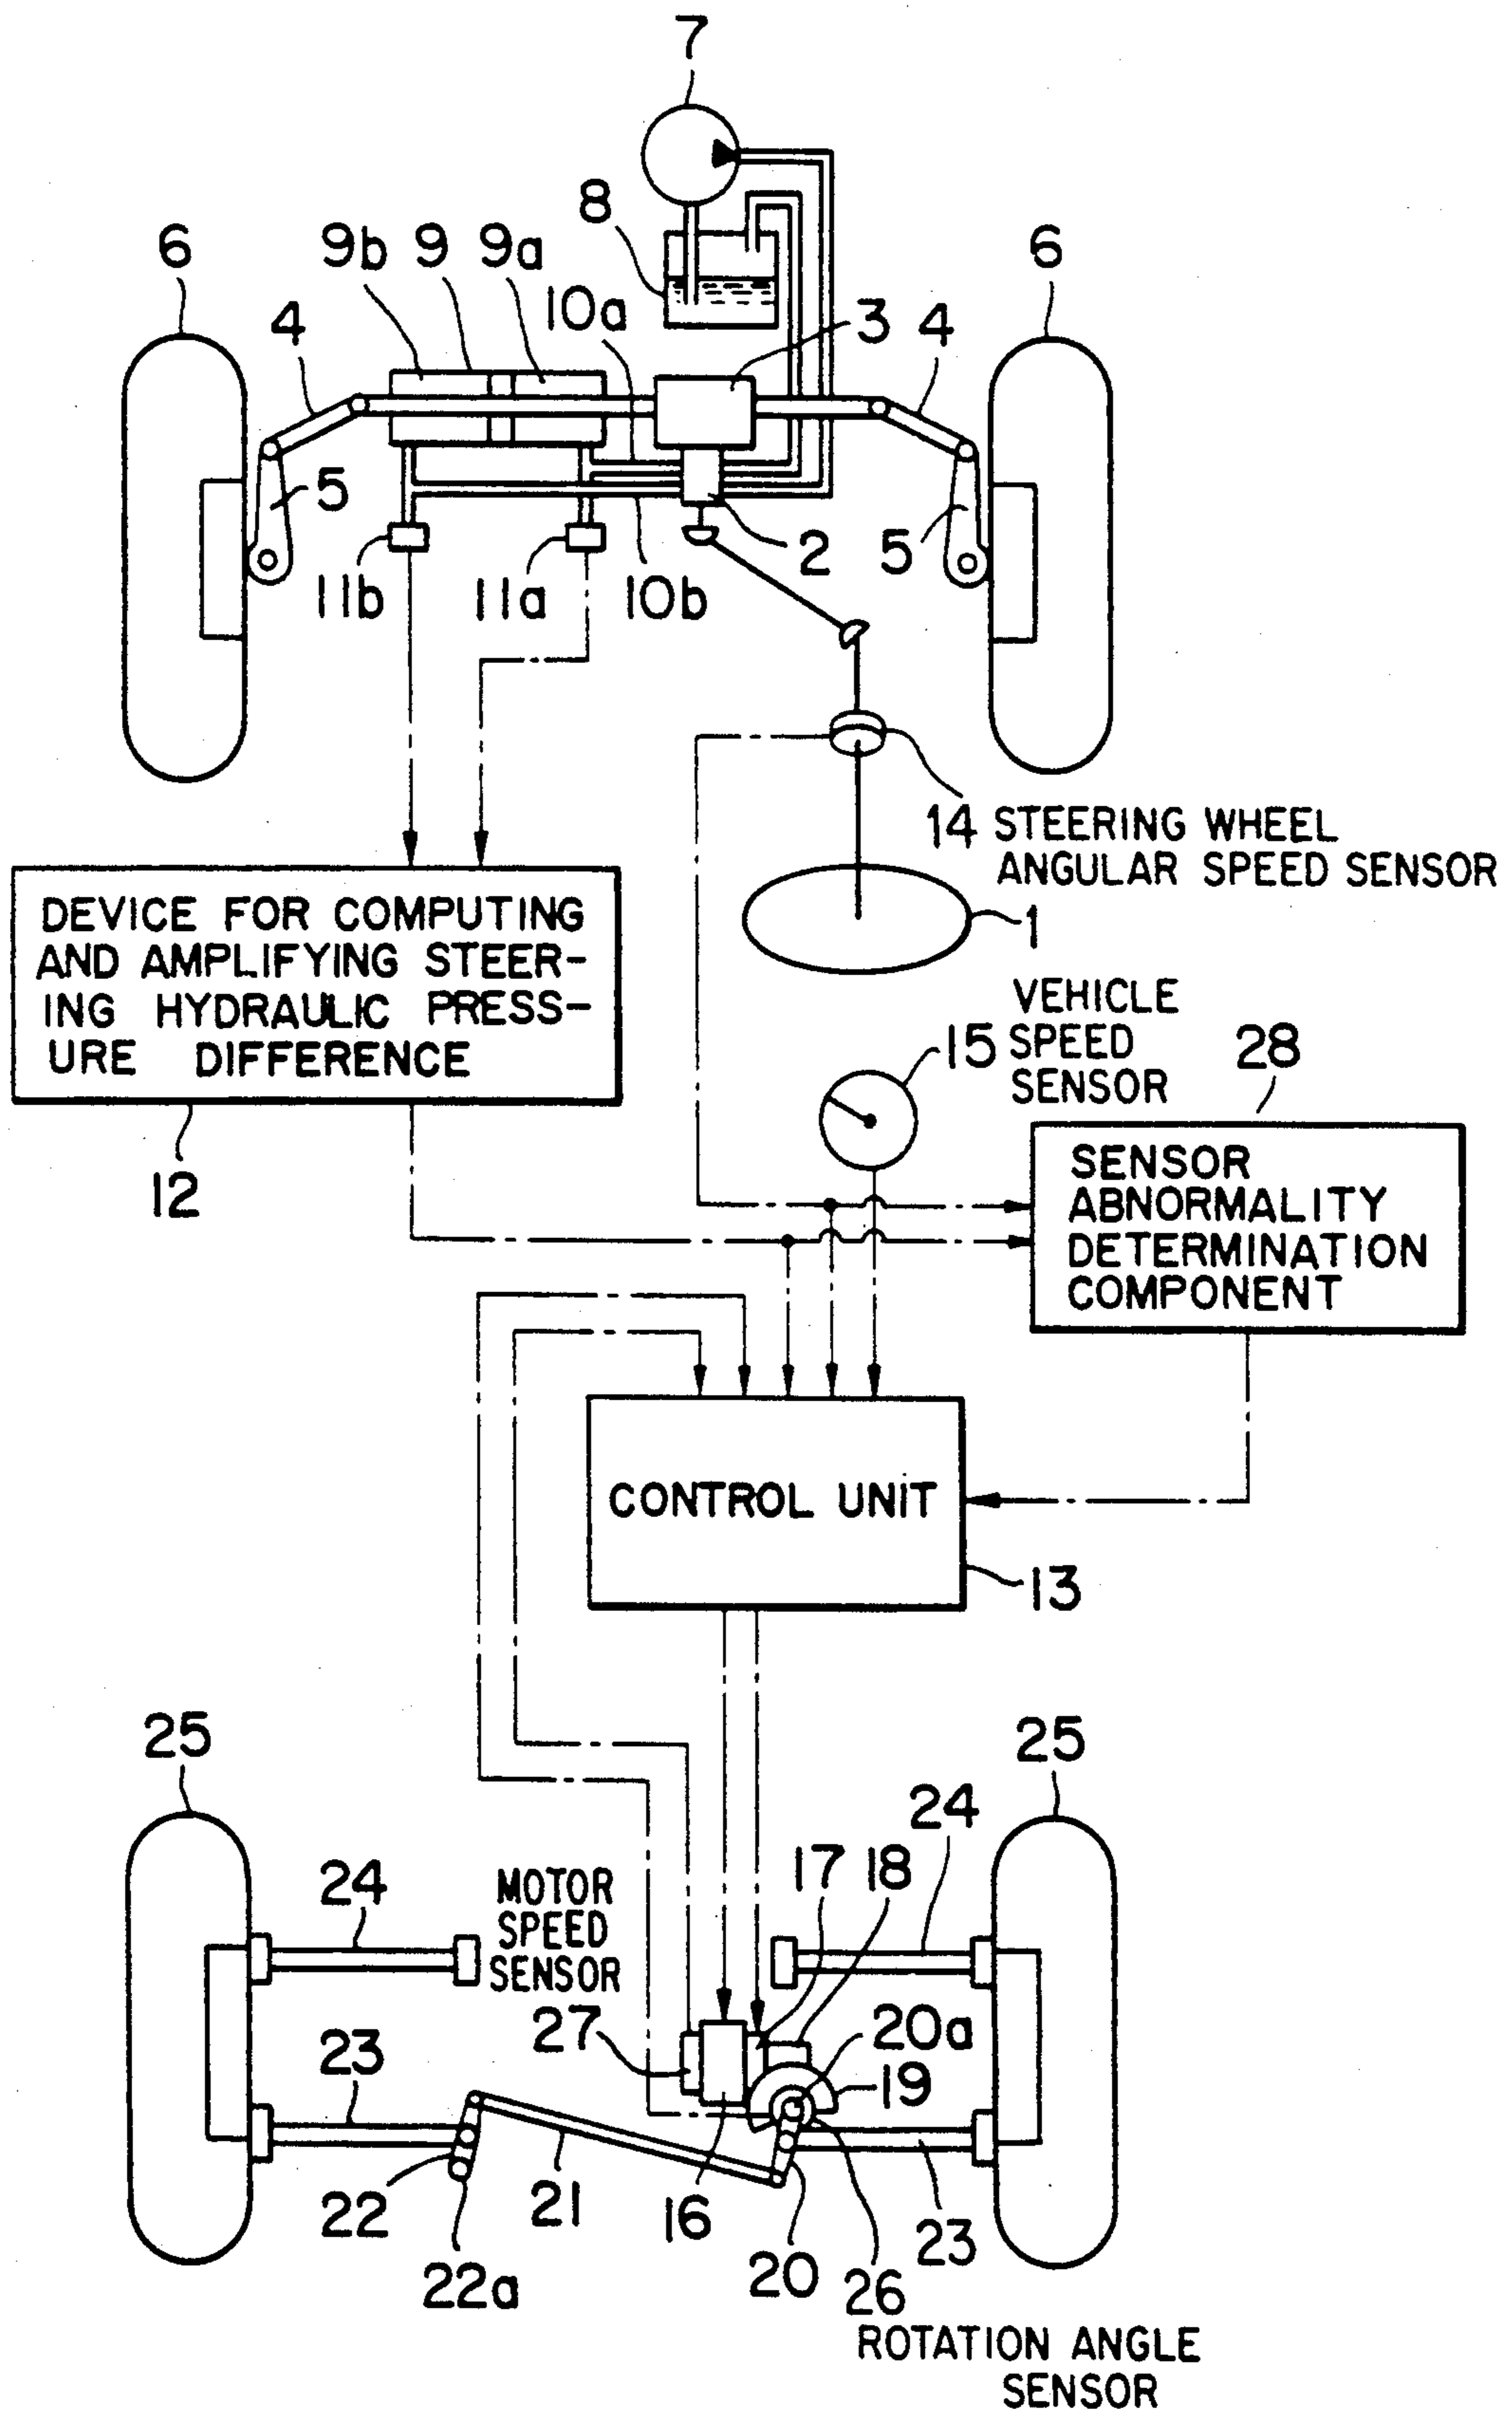 7
8
6
9b 9 9a
6
4
10a
3 4
5
2
5
11b
11a
10b
14 STEERING WHEEL
ANGULAR SPEED SENSOR
1
DEVICE FOR COMPUTING
AND AMPLIFYING STEER-
ING HYDRAULIC PRESS-
URE DIFFERENCE
12
VEHICLE
15 SPEED
SENSOR
28
SENSOR
ABNORMALITY
DETERMINATION
COMPONENT
CONTROL UNIT
13
25
25
24
24
MOTOR
SPEED
SENSOR
17 18
27
20a
23
19
22
21
16
23
22a
20
26
ROTATION ANGLE
SENSOR